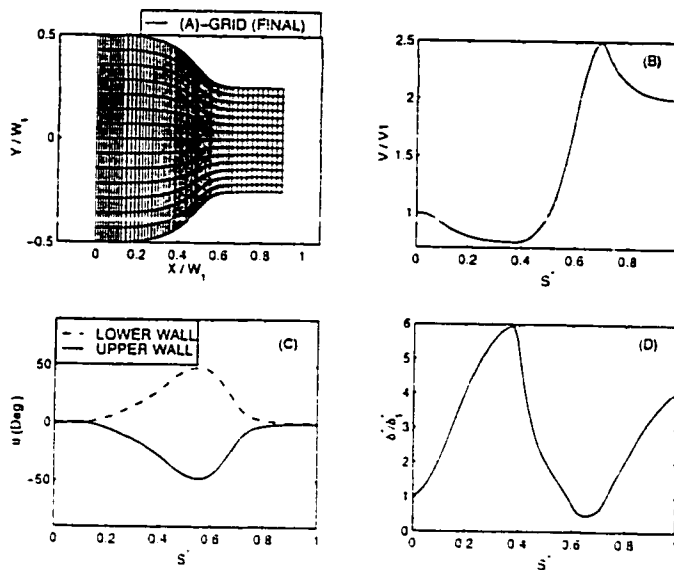 (A)-GRID (FINAL)
0.5
0
-0.5
Y / W₁
0 0.2 0.4 0.6 0.8 1
X / W₁
(B)
2.5
2
1.5
1
V / V1
0 0.2 0.4 0.6 0.8
S*
LOWER WALL
UPPER WALL
(C)
50
0
-50
u (Deg)
0 0.2 0.4 0.6 0.8 1
S*
(D)
6
5
4
3
2
1
0
0 0.2 0.4 0.6 0.8 1
S*